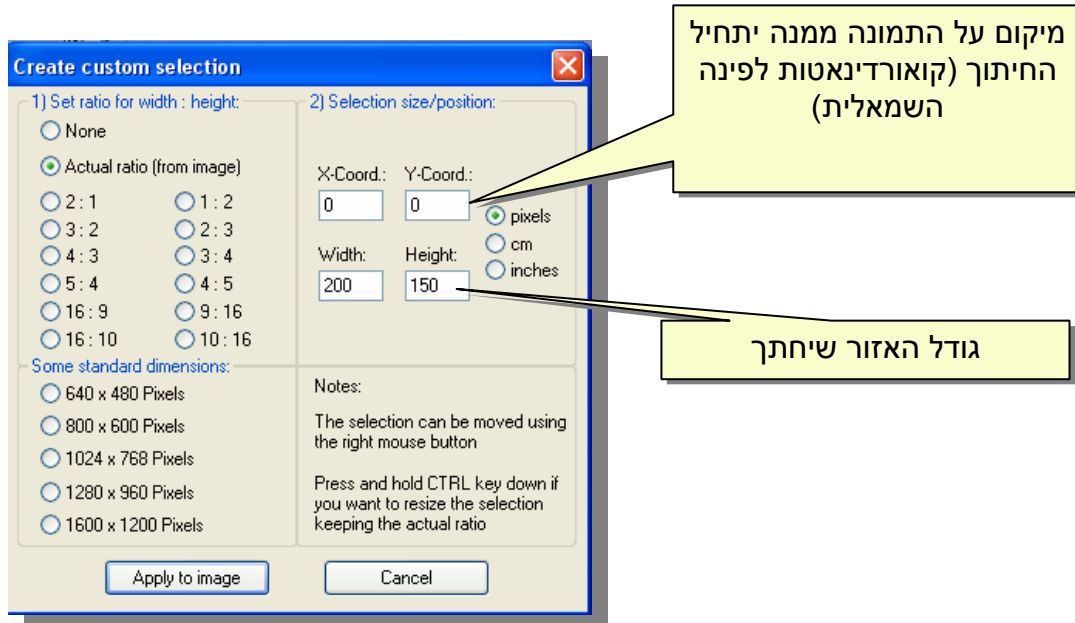 Create custom selection
1) Set ratio for width : height:
None
Actual ratio (from image)
2 : 1
1 : 2
3 : 2
2 : 3
4 : 3
3 : 4
5 : 4
4 : 5
16 : 9
9 : 16
16 : 10
10 : 16
Some standard dimensions:
640 x 480 Pixels
800 x 600 Pixels
1024 x 768 Pixels
1280 x 960 Pixels
1600 x 1200 Pixels
2) Selection size/position:
X-Coord.: Y-Coord.:
0 0
pixels
cm
inches
Width: Height:
200 150
Notes:
The selection can be moved using
the right mouse button
Press and hold CTRL key down if
you want to resize the selection
keeping the actual ratio
Apply to image
Cancel
מיקום על התמונה ממנה יתחיל
החיתוך (קואורדינאטות לפינה
השמאלית)
גודל האזור שיחתך